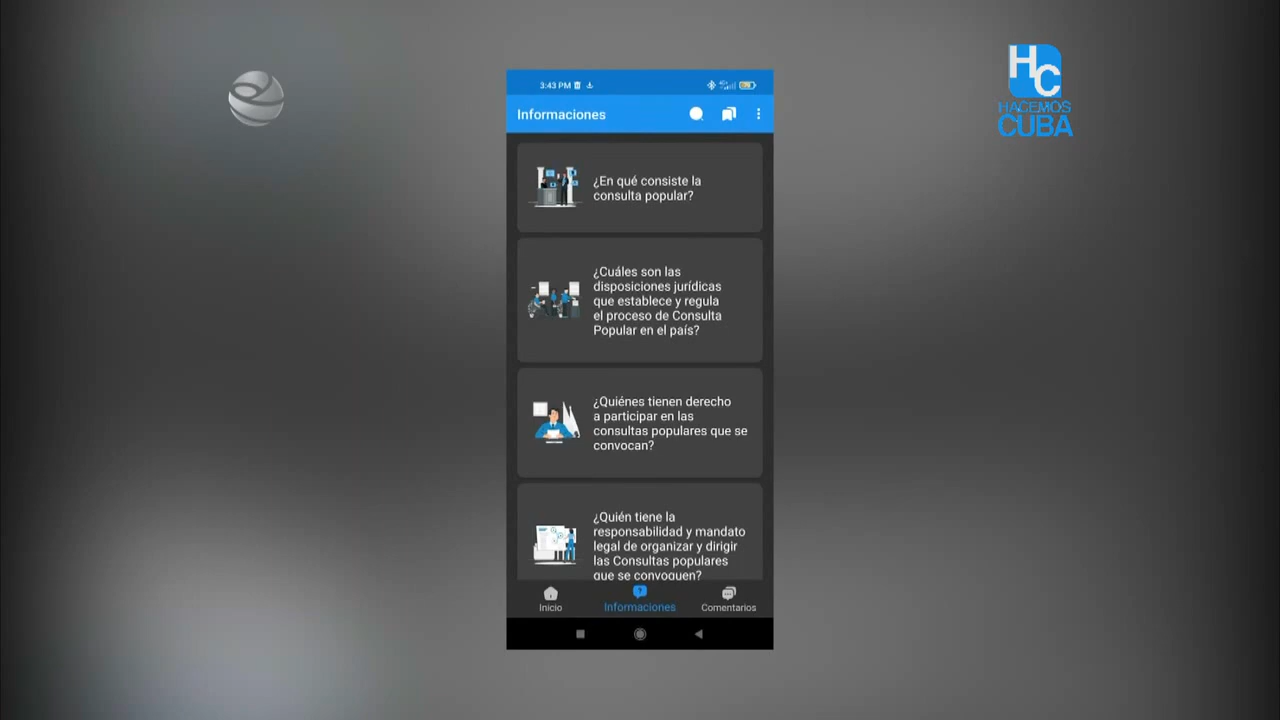 HC
HACEMOS
CUBA
3:43 PM
Informaciones
¿En qué consiste la
consulta popular?
¿Cuáles son las
disposiciones jurídicas
que establece y regula
el proceso de Consulta
Popular en el país?
¿Quiénes tienen derecho
a participar en las
consultas populares que se
convocan?
¿Quién tiene la
responsabilidad y mandato
legal de organizar y dirigir
las Consultas populares
que se convoquen?
Inicio
Informaciones
Comentarios